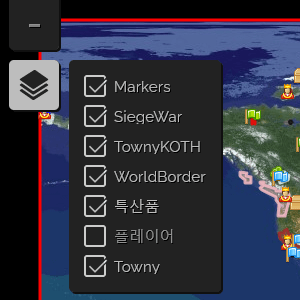 Markers
SiegeWar
TownyKOTH
WorldBorder
특산품
플레이어
Towny